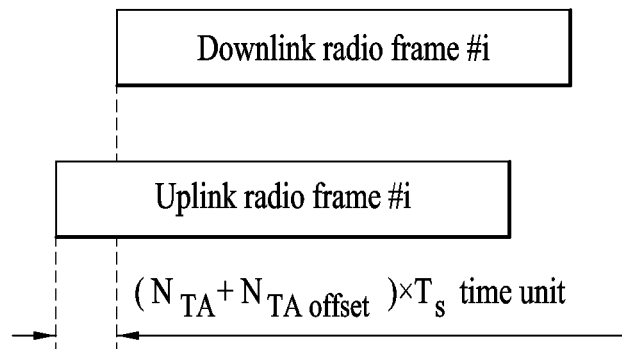 Downlink radio frame #i
Uplink radio frame #i
( N TA + N TA offset ) × T s time unit